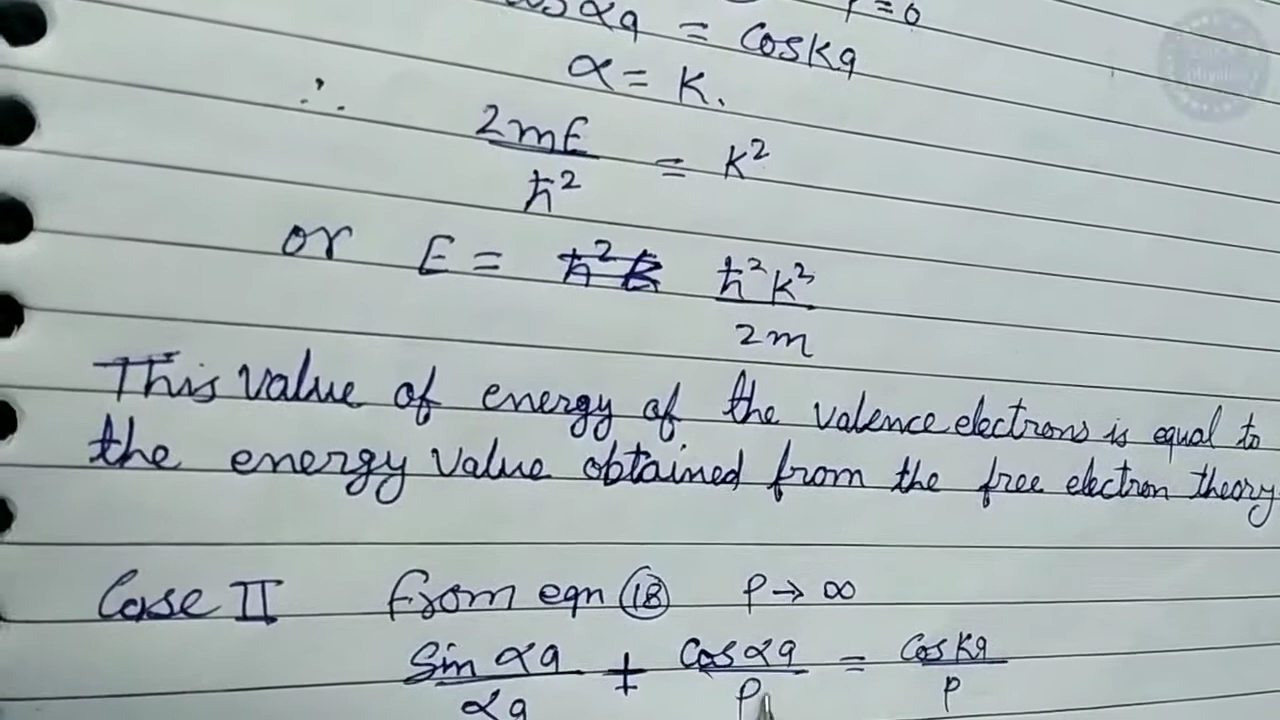 P = 0
cos αa = cos Ka
∴ α = K.
2mE / ħ² = K²
or E = ħ²K² / 2m
This value of energy of the valence electrons is equal to
the energy value obtained from the free electron theory
Case II from eqn (18) P → ∞
Sin αa / αa + Cos αa / P = Cos Ka / P